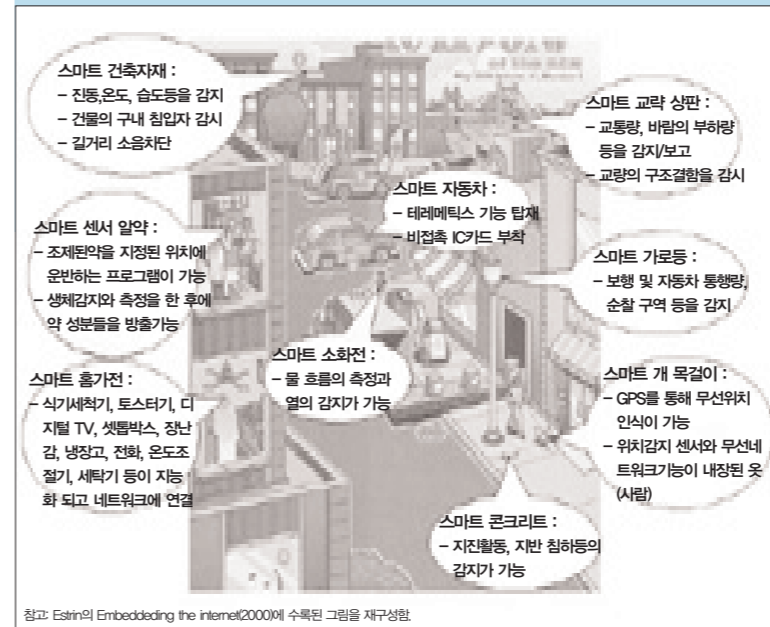 스마트 건축자재 :
– 진동,온도, 습도등을 감지
– 건물의 구내 침입자 감시
– 길거리 소음차단
스마트 교략 상판 :
– 교통량, 바람의 부하량
등을 감지/보고
– 교량의 구조결함을 감시
스마트 자동차 :
– 테레메틱스 기능 탑재
– 비접촉 IC카드 부착
스마트 센서 알약 :
– 조제된약을 지정된 위치에
운반하는 프로그램이 가능
– 생체감지와 측정을 한 후에
약 성분들을 방출가능
스마트 가로등 :
– 보행 및 자동차 통행량,
순찰 구역 등을 감지
스마트 소화전 :
– 물 흐름의 측정과
열의 감지가 가능
스마트 홈가전 :
– 식기세척기, 토스터기, 디
지털 TV, 셋톱박스, 장난
감, 냉장고, 전화, 온도조
절기, 세탁기 등이 지능
화 되고 네트워크에 연결
스마트 개 목걸이 :
– GPS를 통해 무선위치
인식이 가능
– 위치감지 센서와 무선네
트워크기능이 내장된 옷
(사람)
스마트 콘크리트 :
– 지진활동, 지반 침하등의
감지가 가능
참고: Estrin의 Embeddeding the internet(2000)에 수록된 그림을 재구성함.